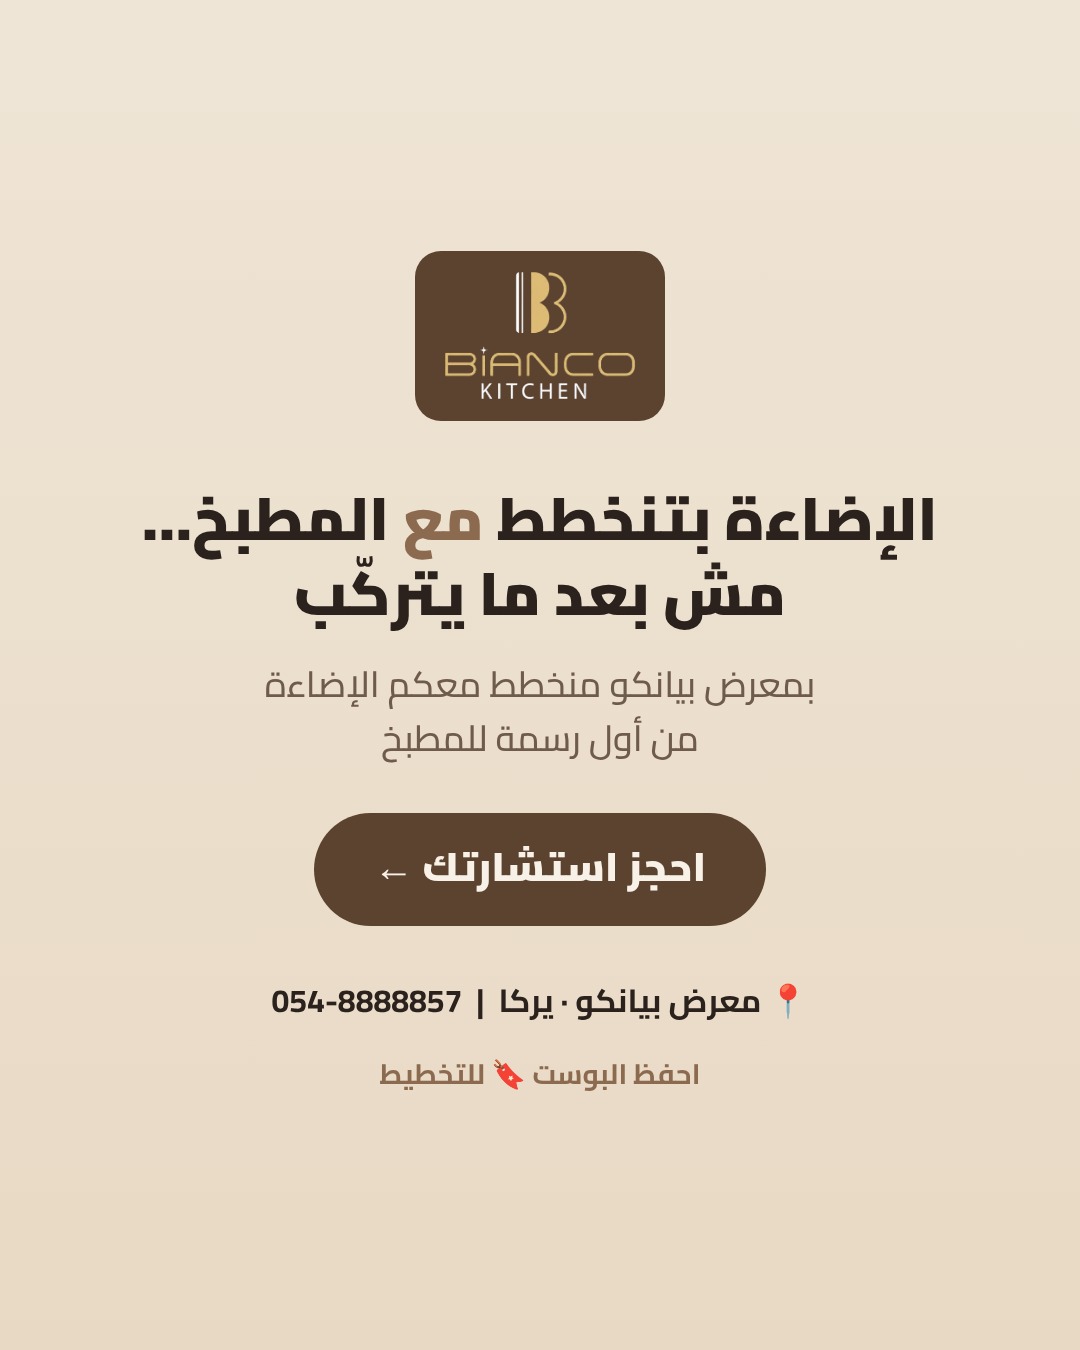 BiANCO
KITCHEN
الإضاءة بتنخطط مع المطبخ...
مش بعد ما يتركّب
بمعرض بيانكو منخطط معكم الإضاءة
من أول رسمة للمطبخ
احجز استشارتك ←
📍 معرض بيانكو · يركا | 054-8888857
احفظ البوست 🔖 للتخطيط